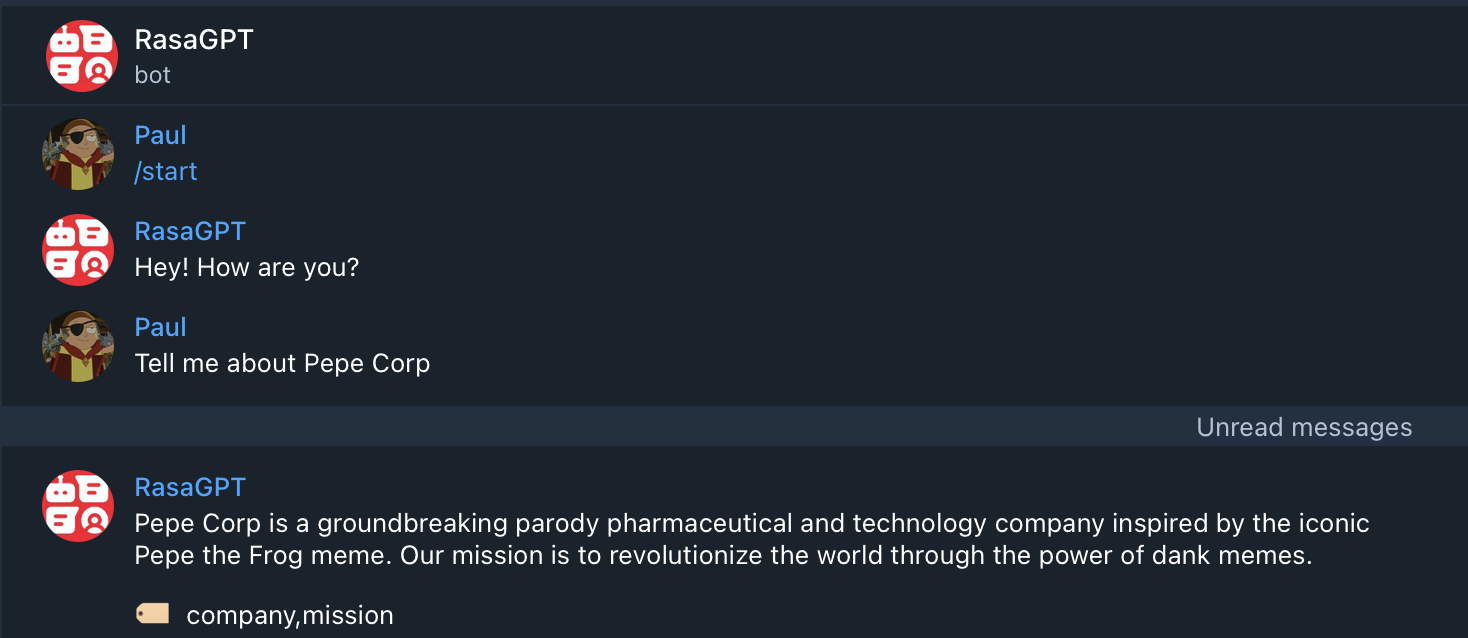 RasaGPT
bot
Paul
/start
RasaGPT
Hey! How are you?
Paul
Tell me about Pepe Corp
Unread messages
RasaGPT
Pepe Corp is a groundbreaking parody pharmaceutical and technology company inspired by the iconic
Pepe the Frog meme. Our mission is to revolutionize the world through the power of dank memes.
company,mission